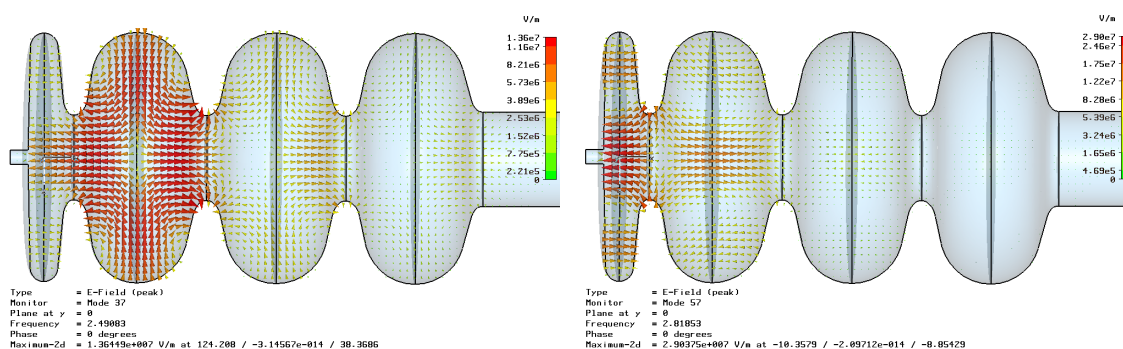 V/m
1.36e7
1.16e7
8.21e6
5.73e6
3.89e6
2.53e6
1.52e6
7.75e5
2.21e5
0
Type = E-Field (peak)
Monitor = Mode 37
Plane at y = 0
Frequency = 2.49083
Phase = 0 degrees
Maximum-2d = 1.36449e+007 V/m at 124.208 / -3.14567e-014 / 38.3686
V/m
2.90e7
2.46e7
1.75e7
1.22e7
8.28e6
5.39e6
3.24e6
1.65e6
4.69e5
0
Type = E-Field (peak)
Monitor = Mode 57
Plane at y = 0
Frequency = 2.81853
Phase = 0 degrees
Maximum-2d = 2.90375e+007 V/m at -10.3579 / -2.09712e-014 / -8.85429